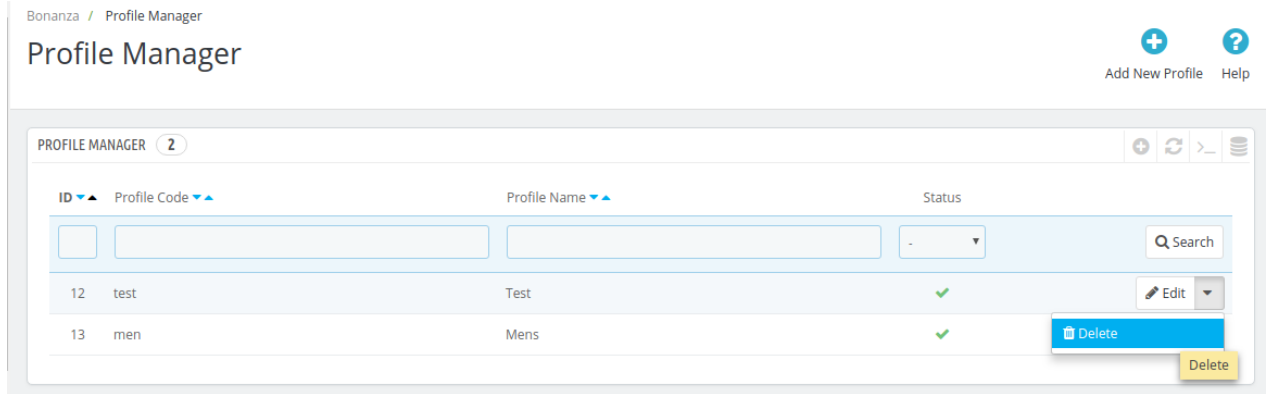 Bonanza / Profile Manager
Profile Manager
Add New Profile Help
PROFILE MANAGER 2
ID Profile Code Profile Name Status
- Search
12 test Test Edit
13 men Mens
Delete
Delete